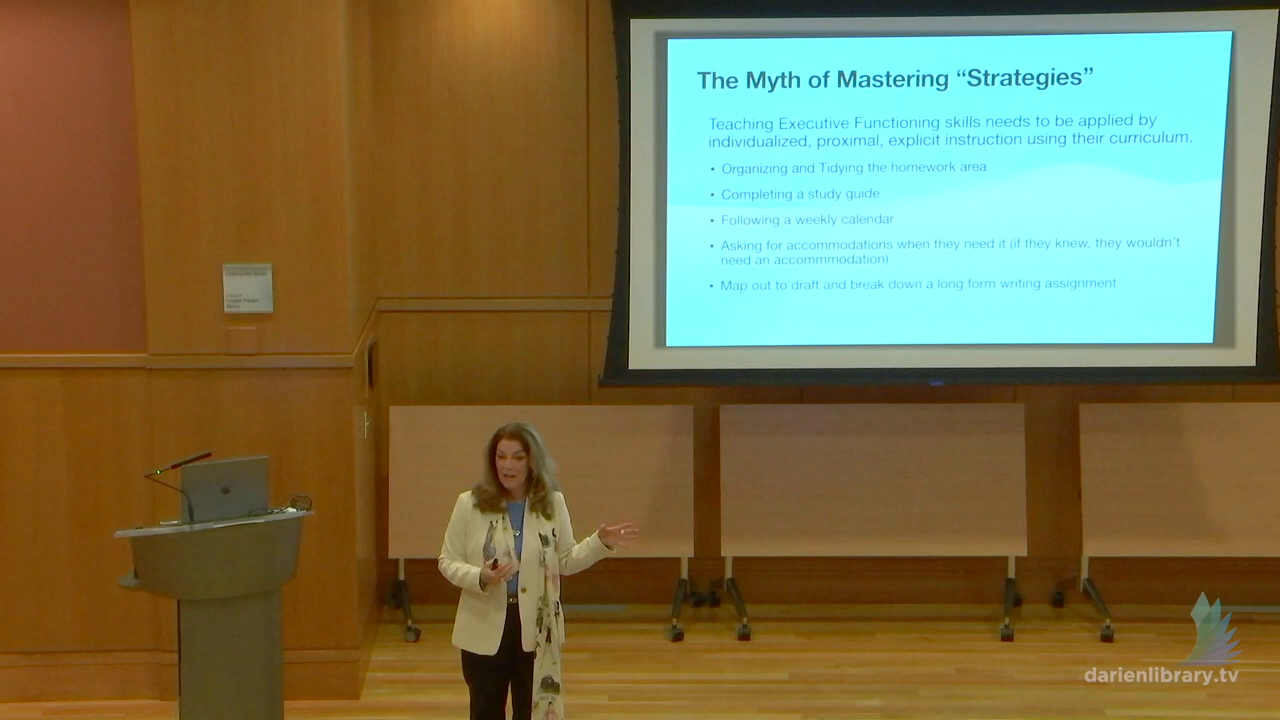 The Myth of Mastering “Strategies”
Teaching Executive Functioning skills needs to be applied by
individualized, proximal, explicit instruction using their curriculum.
• Organizing and Tidying the homework area
• Completing a study guide
• Following a weekly calendar
• Asking for accommodations when they need it (if they knew, they wouldn’t
need an accommmodation)
• Map out to draft and break down a long form writing assignment
Community Room
darienlibrary.tv